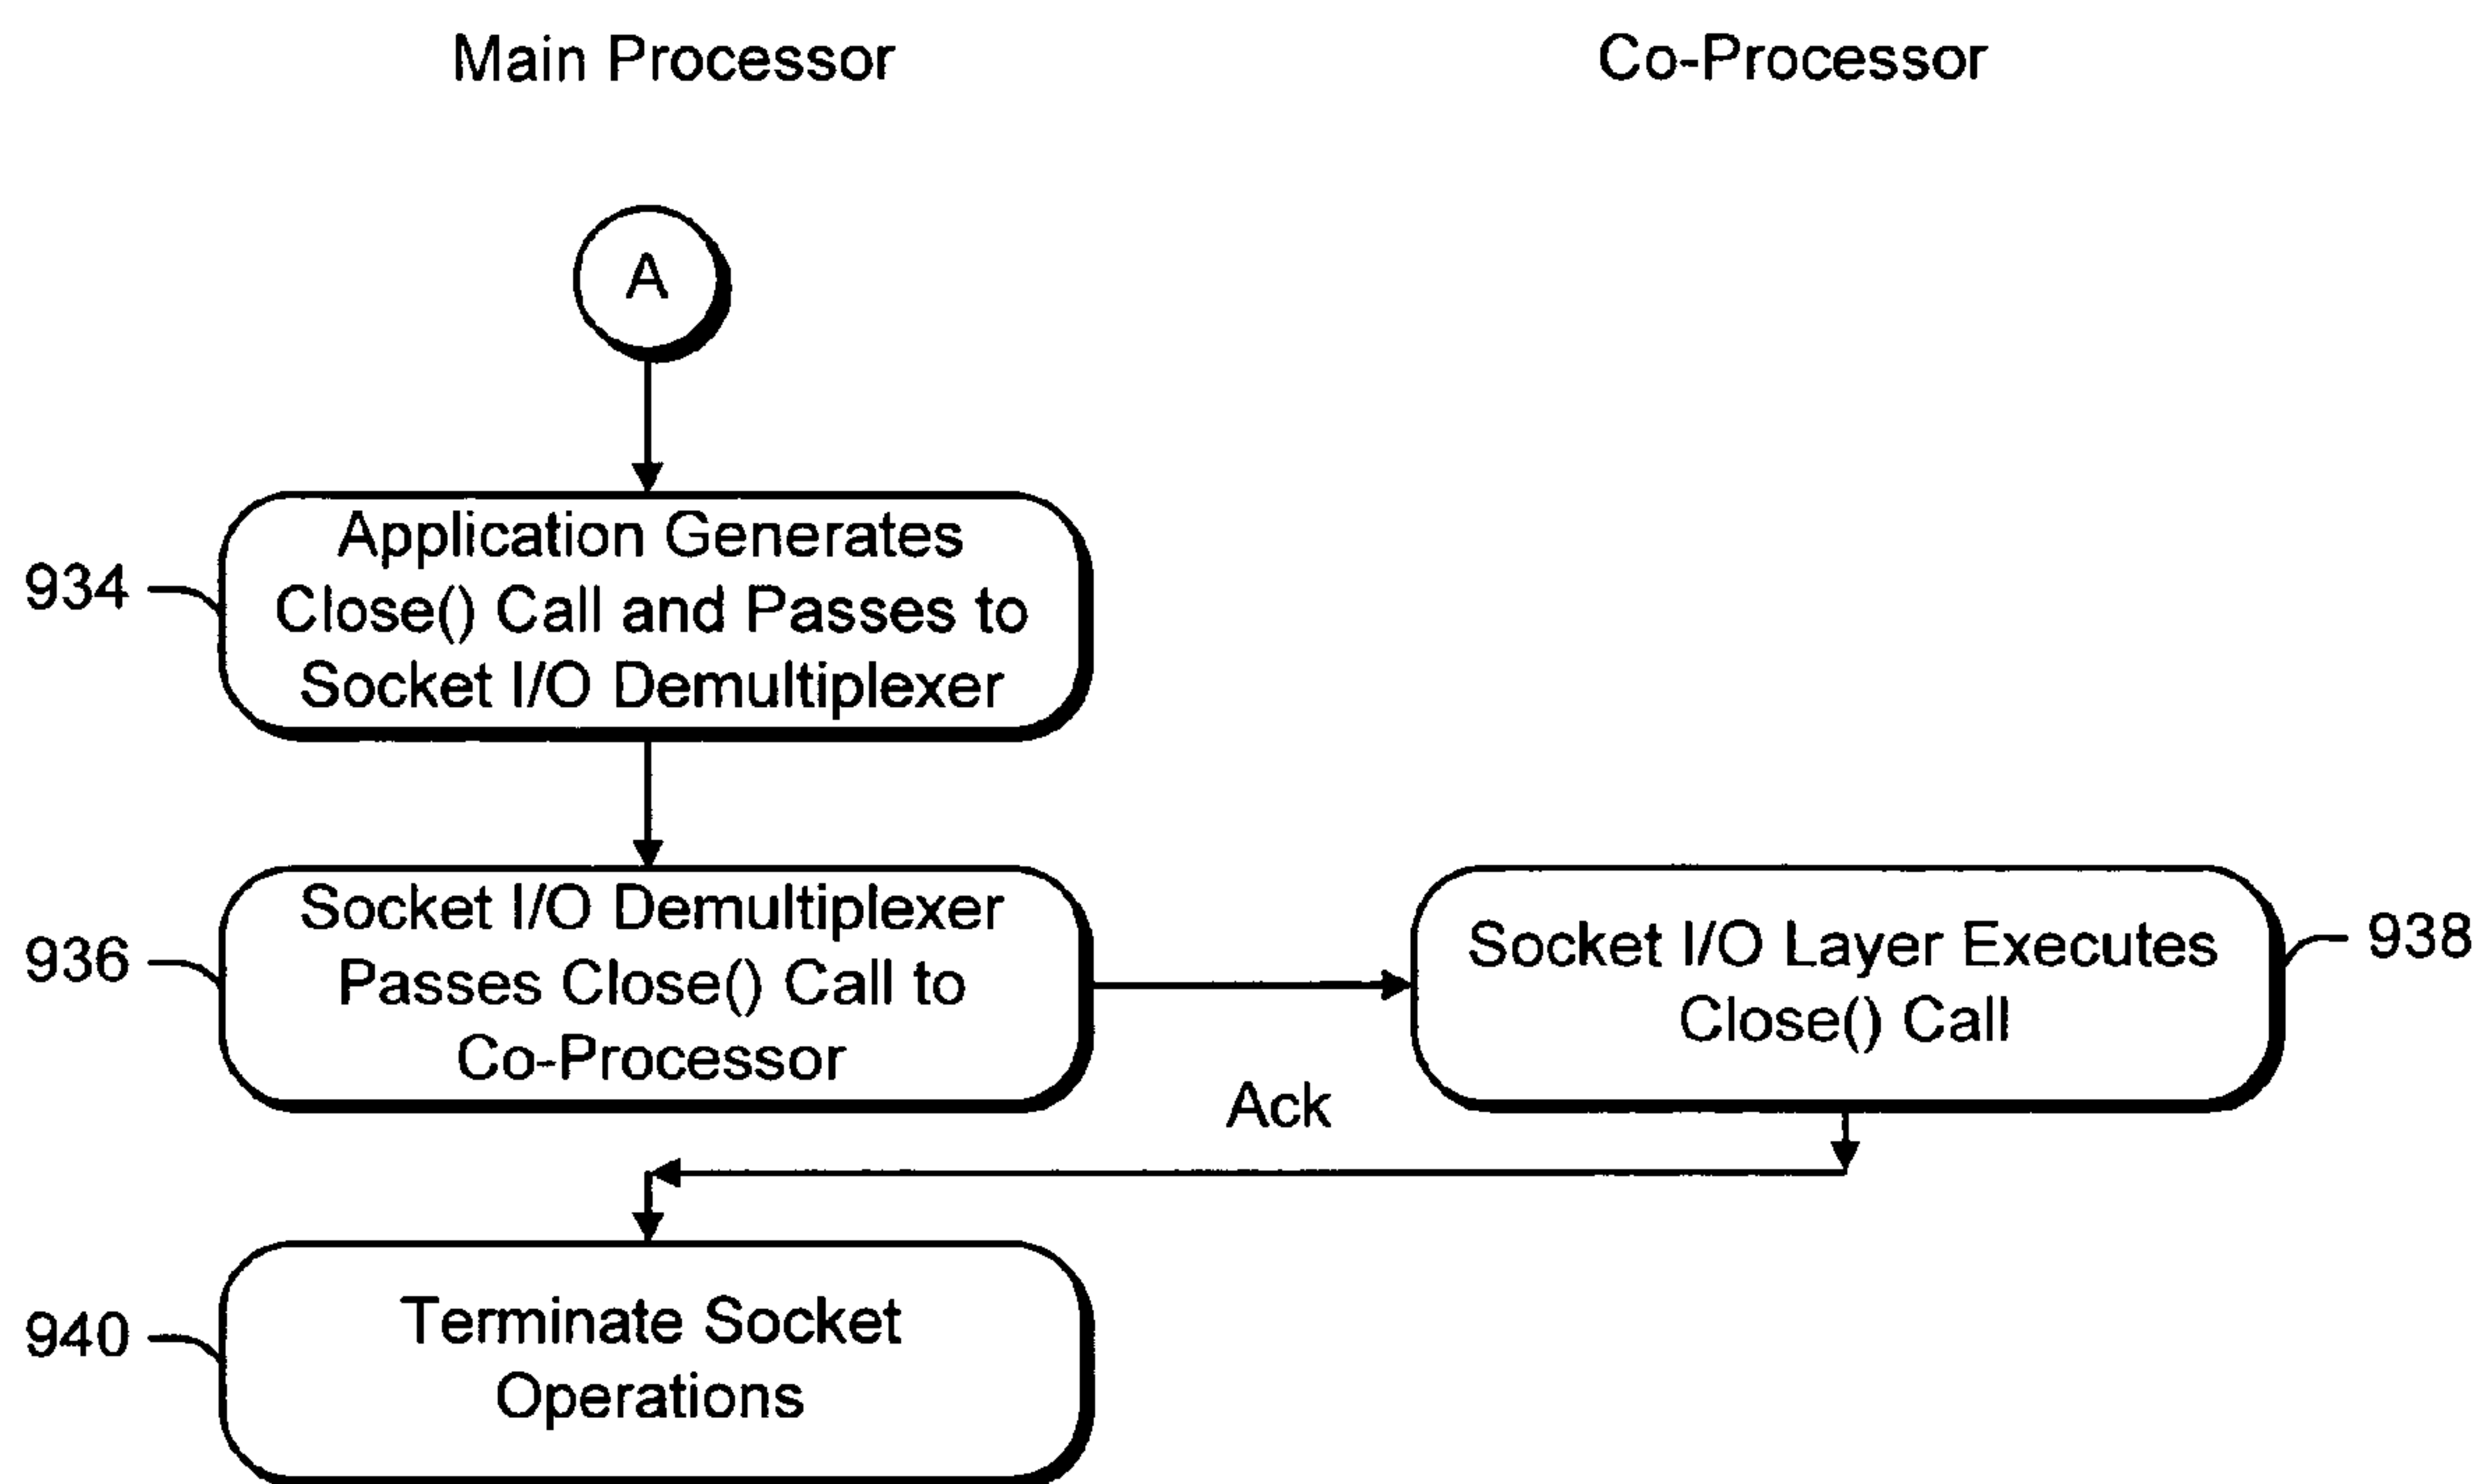 Main Processor
Co-Processor
A
934
Application Generates
Close() Call and Passes to
Socket I/O Demultiplexer
936
Socket I/O Demultiplexer
Passes Close() Call to
Co-Processor
Socket I/O Layer Executes
Close() Call
938
Ack
940
Terminate Socket
Operations